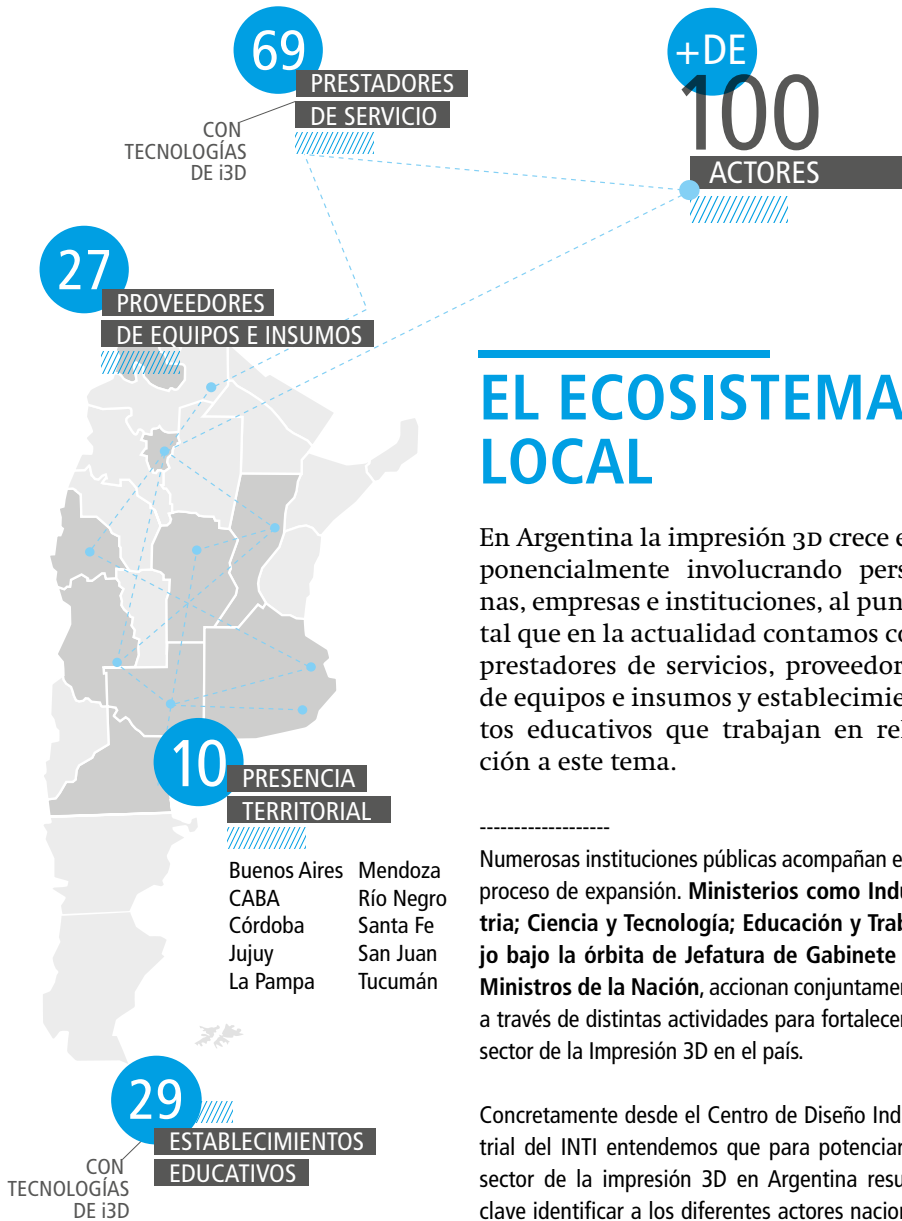 69
PRESTADORES
DE SERVICIO
CON
TECNOLOGÍAS
DE i3D
+DE
100
ACTORES
27
PROVEEDORES
DE EQUIPOS E INSUMOS
EL ECOSISTEMA
LOCAL
En Argentina la impresión 3D crece e
ponencialmente involucrando pers
nas, empresas e instituciones, al pun
tal que en la actualidad contamos co
prestadores de servicios, proveedor
de equipos e insumos y establecimie
tos educativos que trabajan en rel
ción a este tema.
-------------------
Numerosas instituciones públicas acompañan e
proceso de expansión. Ministerios como Indu
tria; Ciencia y Tecnología; Educación y Trab
jo bajo la órbita de Jefatura de Gabinete
Ministros de la Nación, accionan conjuntamen
a través de distintas actividades para fortalecer
sector de la Impresión 3D en el país.
Concretamente desde el Centro de Diseño Indu
trial del INTI entendemos que para potenciar
sector de la impresión 3D en Argentina resu
clave identificar a los diferentes actores nacion
10
PRESENCIA
TERRITORIAL
Buenos Aires Mendoza
CABA Río Negro
Córdoba Santa Fe
Jujuy San Juan
La Pampa Tucumán
29
ESTABLECIMIENTOS
EDUCATIVOS
CON
TECNOLOGÍAS
DE i3D